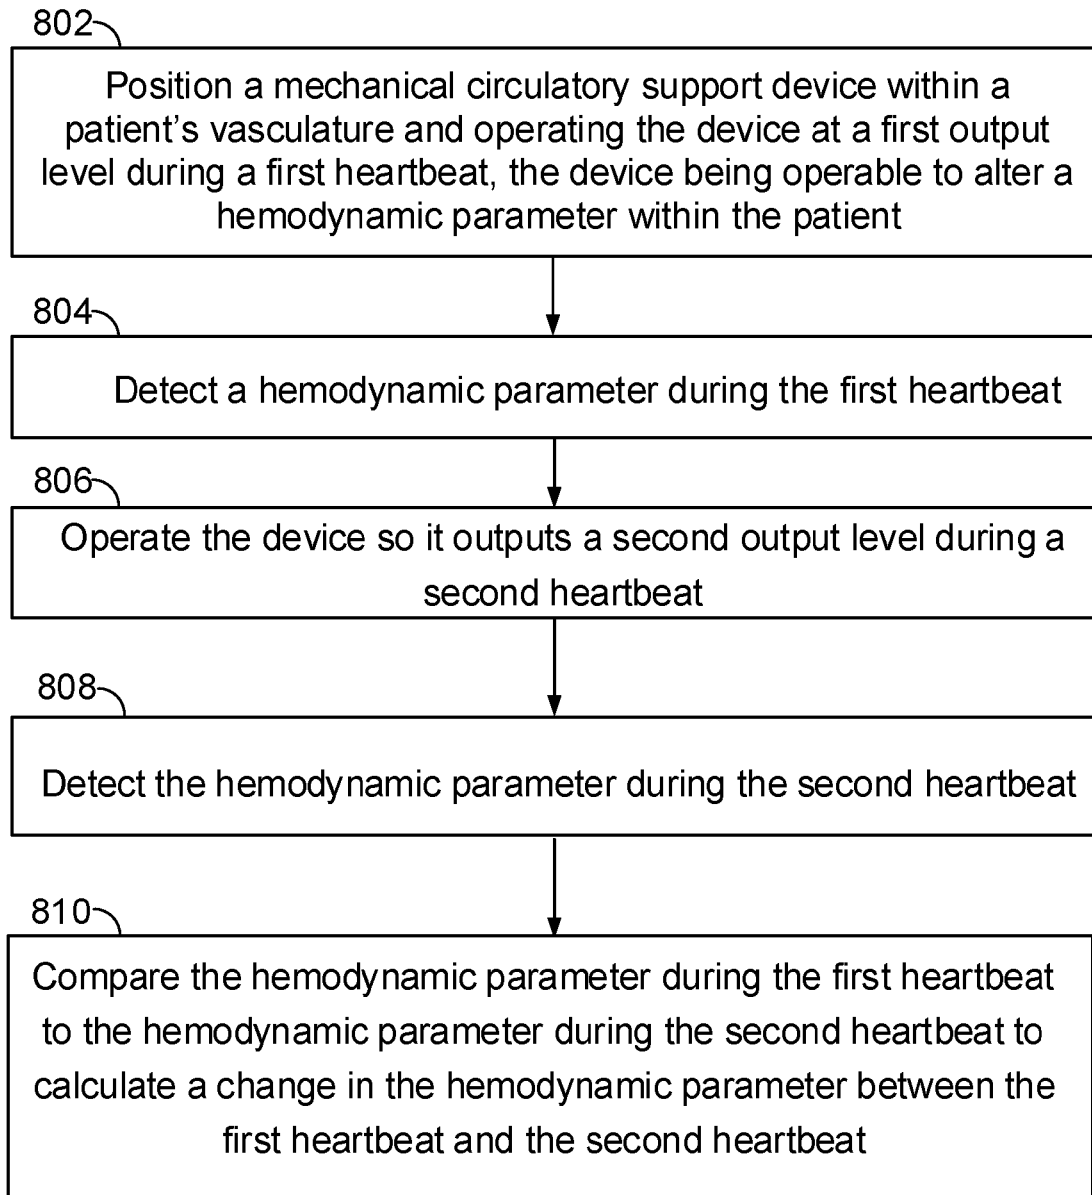 802
Position a mechanical circulatory support device within a
patient's vasculature and operating the device at a first output
level during a first heartbeat, the device being operable to alter a
hemodynamic parameter within the patient
804
Detect a hemodynamic parameter during the first heartbeat
806
Operate the device so it outputs a second output level during a
second heartbeat
808
Detect the hemodynamic parameter during the second heartbeat
810
Compare the hemodynamic parameter during the first heartbeat
to the hemodynamic parameter during the second heartbeat to
calculate a change in the hemodynamic parameter between the
first heartbeat and the second heartbeat